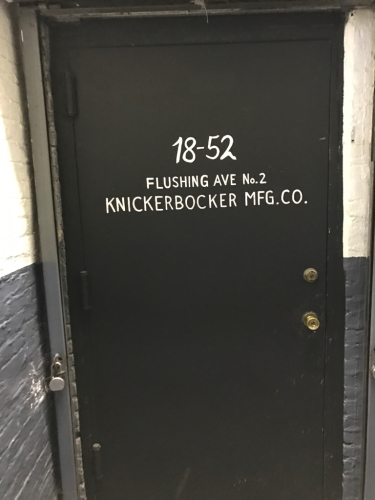 18-52
FLUSHING AVE No.2
KNICKERBOCKER MFG.CO.